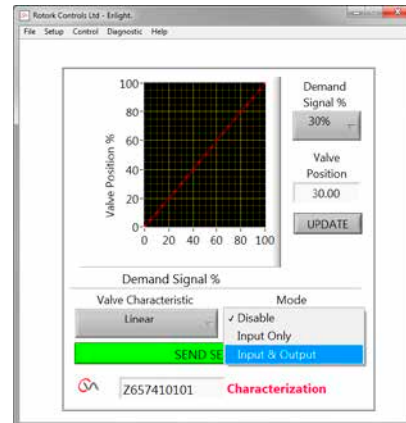 Rotork Controls Ltd - Enlight.
File Setup Control Diagnostic Help
Valve Position %
100
80
60
40
20
0
0 20 40 60 80 100
Demand Signal %
Demand
Signal %
30%
Valve
Position
30.00
UPDATE
Valve Characteristic
Linear
Mode
✓ Disable
Input Only
Input & Output
SEND SE
Z657410101
Characterization